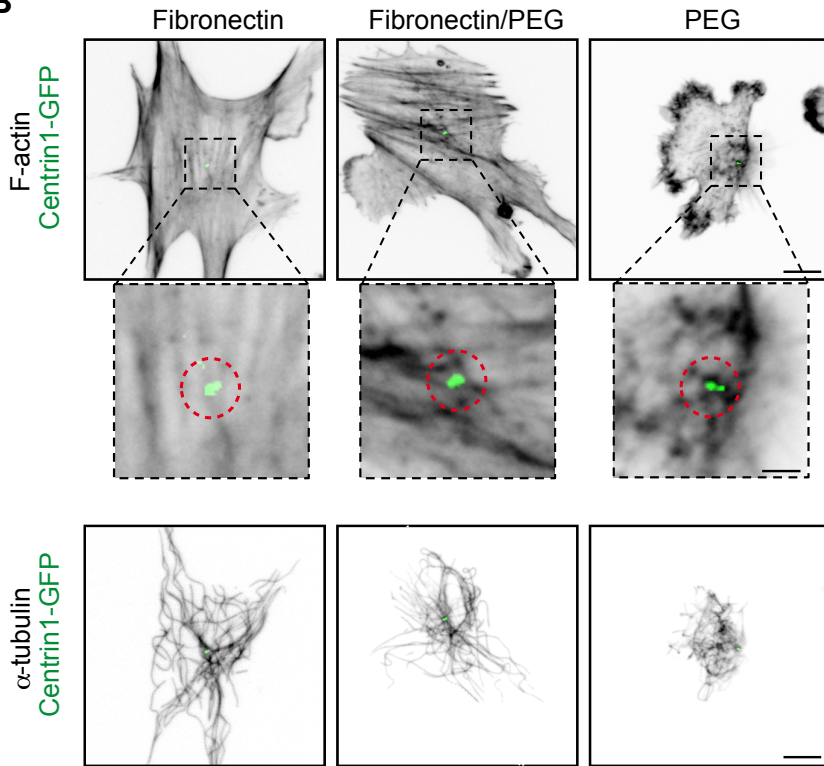 Fibronectin
Fibronectin/PEG
PEG
F-actin
Centrin1-GFP
α-tubulin
Centrin1-GFP